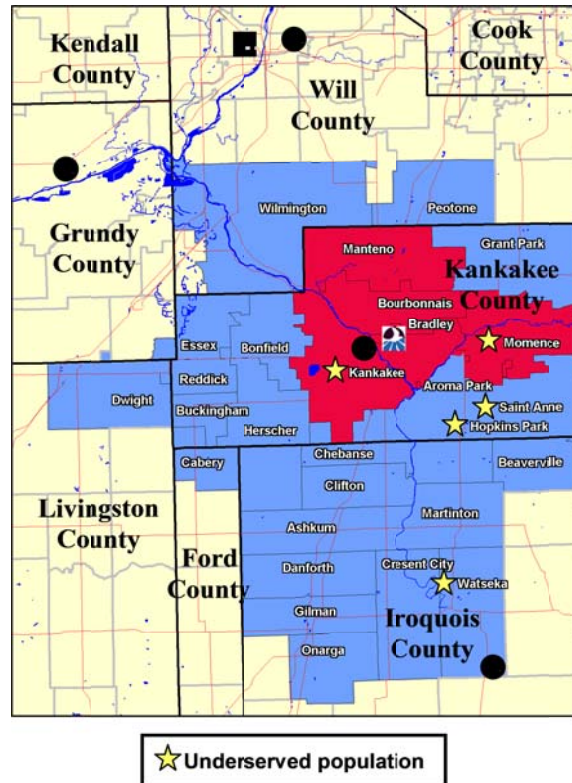 Kendall
County
Cook
County
Will
County
Wilmington
Peotone
Grundy
County
Manteno
Grant Park
Kankakee
County
Bourbonnais
Bradley
Essex
Bonfield
Momence
Kankakee
Reddick
Aroma Park
Dwight
Buckingham
Saint Anne
Hopkins Park
Herscher
Chebanse
Cabery
Beaverville
Clifton
Livingston
County
Martinton
Ashkum
Ford
County
Danforth
Cresent City
Watseka
Gilman
Iroquois
County
Onarga
Underserved population